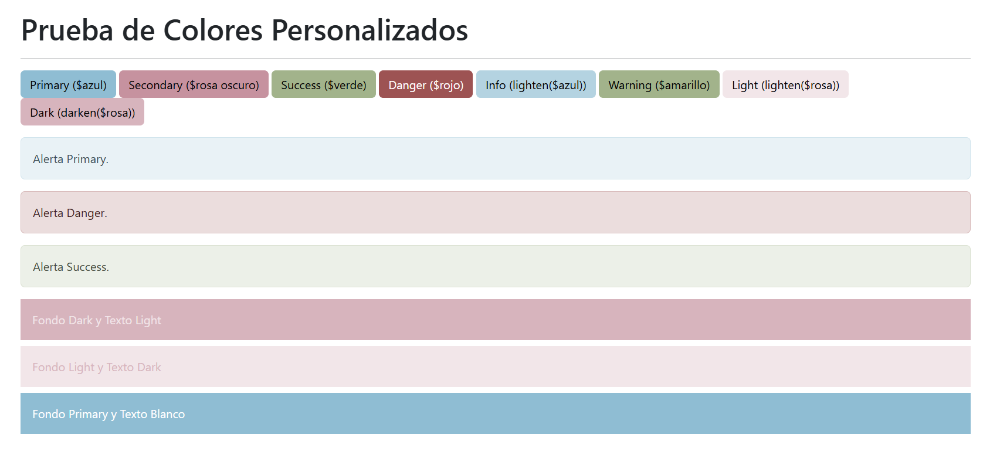 Prueba de Colores Personalizados
Primary ($azul) Secondary ($rosa oscuro) Success ($verde) Danger ($rojo) Info (lighten($azul)) Warning ($amarillo) Light (lighten($rosa))
Dark (darken($rosa))
Alerta Primary.
Alerta Danger.
Alerta Success.
Fondo Dark y Texto Light
Fondo Light y Texto Dark
Fondo Primary y Texto Blanco